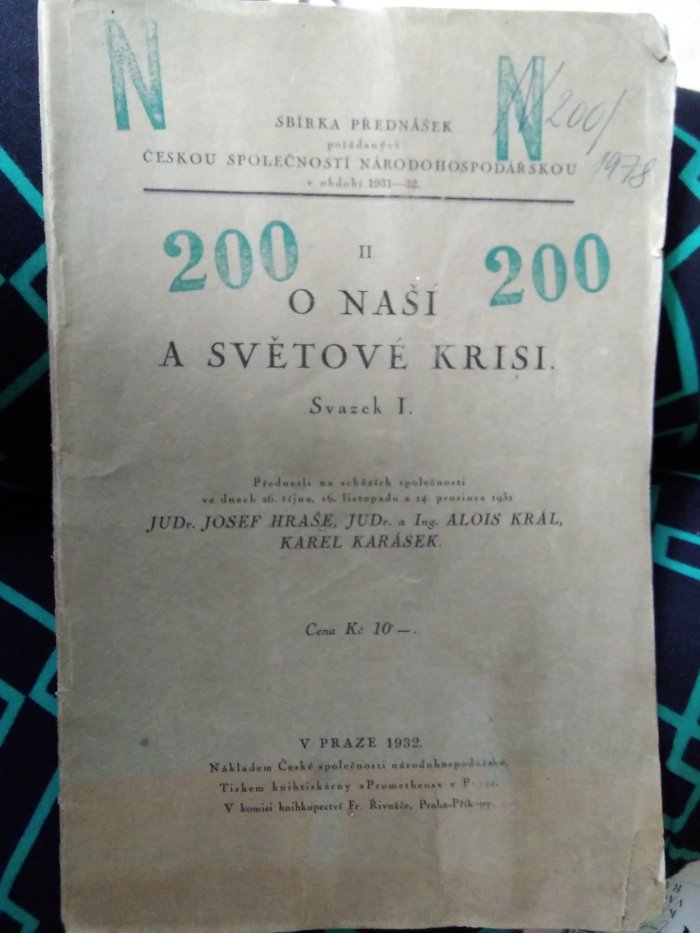 N N N/200/
SBÍRKA PŘEDNÁŠEK
pořádaných
ČESKOU SPOLEČNOSTÍ NÁRODOHOSPODÁŘSKOU
v období 1931—32.
1978
200 II 200
O NAŠÍ
A SVĚTOVÉ KRISI.
Svazek I.
Přednesli na schůzích společnosti
ve dnech 26. října, 16. listopadu a 14. prosince 1931
JUDr. JOSEF HRAŠE, JUDr. a Ing. ALOIS KRÁL,
KAREL KARÁSEK.
Cena Kč 10·—.
V PRAZE 1932.
Nákladem České společnosti národohospodářské.
Tiskem knihtiskárny »Prometheus« v Praze.
V komisi knihkupectví Fr. Řivnáče, Praha-Příkopy.